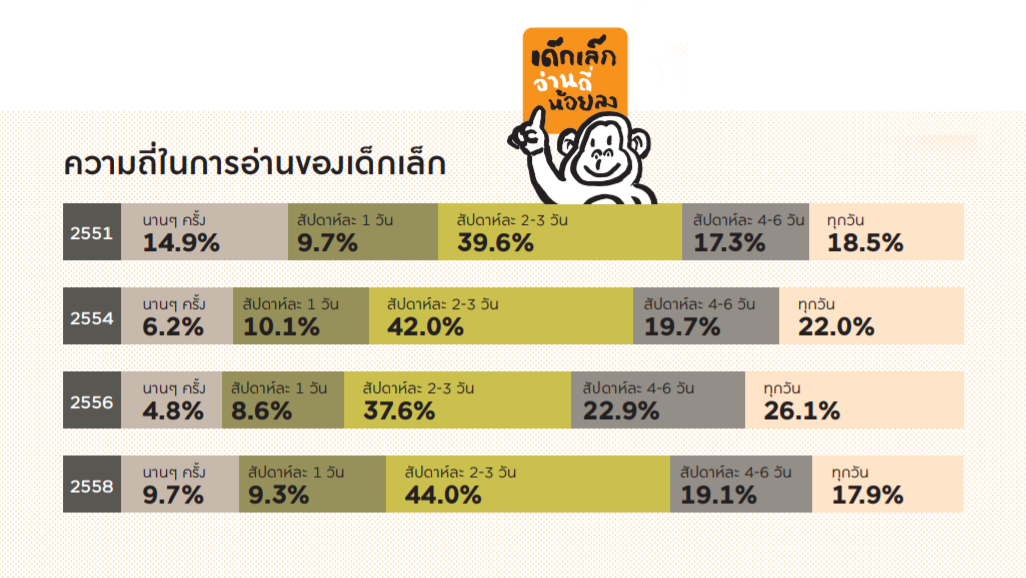 เด็กเล็ก
อ่านถี่
น้อยลง
ความถี่ในการอ่านของเด็กเล็ก
2551
นานๆ ครั้ง
14.9%
สัปดาห์ละ 1 วัน
9.7%
สัปดาห์ละ 2-3 วัน
39.6%
สัปดาห์ละ 4-6 วัน
17.3%
ทุกวัน
18.5%
2554
นานๆ ครั้ง
6.2%
สัปดาห์ละ 1 วัน
10.1%
สัปดาห์ละ 2-3 วัน
42.0%
สัปดาห์ละ 4-6 วัน
19.7%
ทุกวัน
22.0%
2556
นานๆ ครั้ง
4.8%
สัปดาห์ละ 1 วัน
8.6%
สัปดาห์ละ 2-3 วัน
37.6%
สัปดาห์ละ 4-6 วัน
22.9%
ทุกวัน
26.1%
2558
นานๆ ครั้ง
9.7%
สัปดาห์ละ 1 วัน
9.3%
สัปดาห์ละ 2-3 วัน
44.0%
สัปดาห์ละ 4-6 วัน
19.1%
ทุกวัน
17.9%